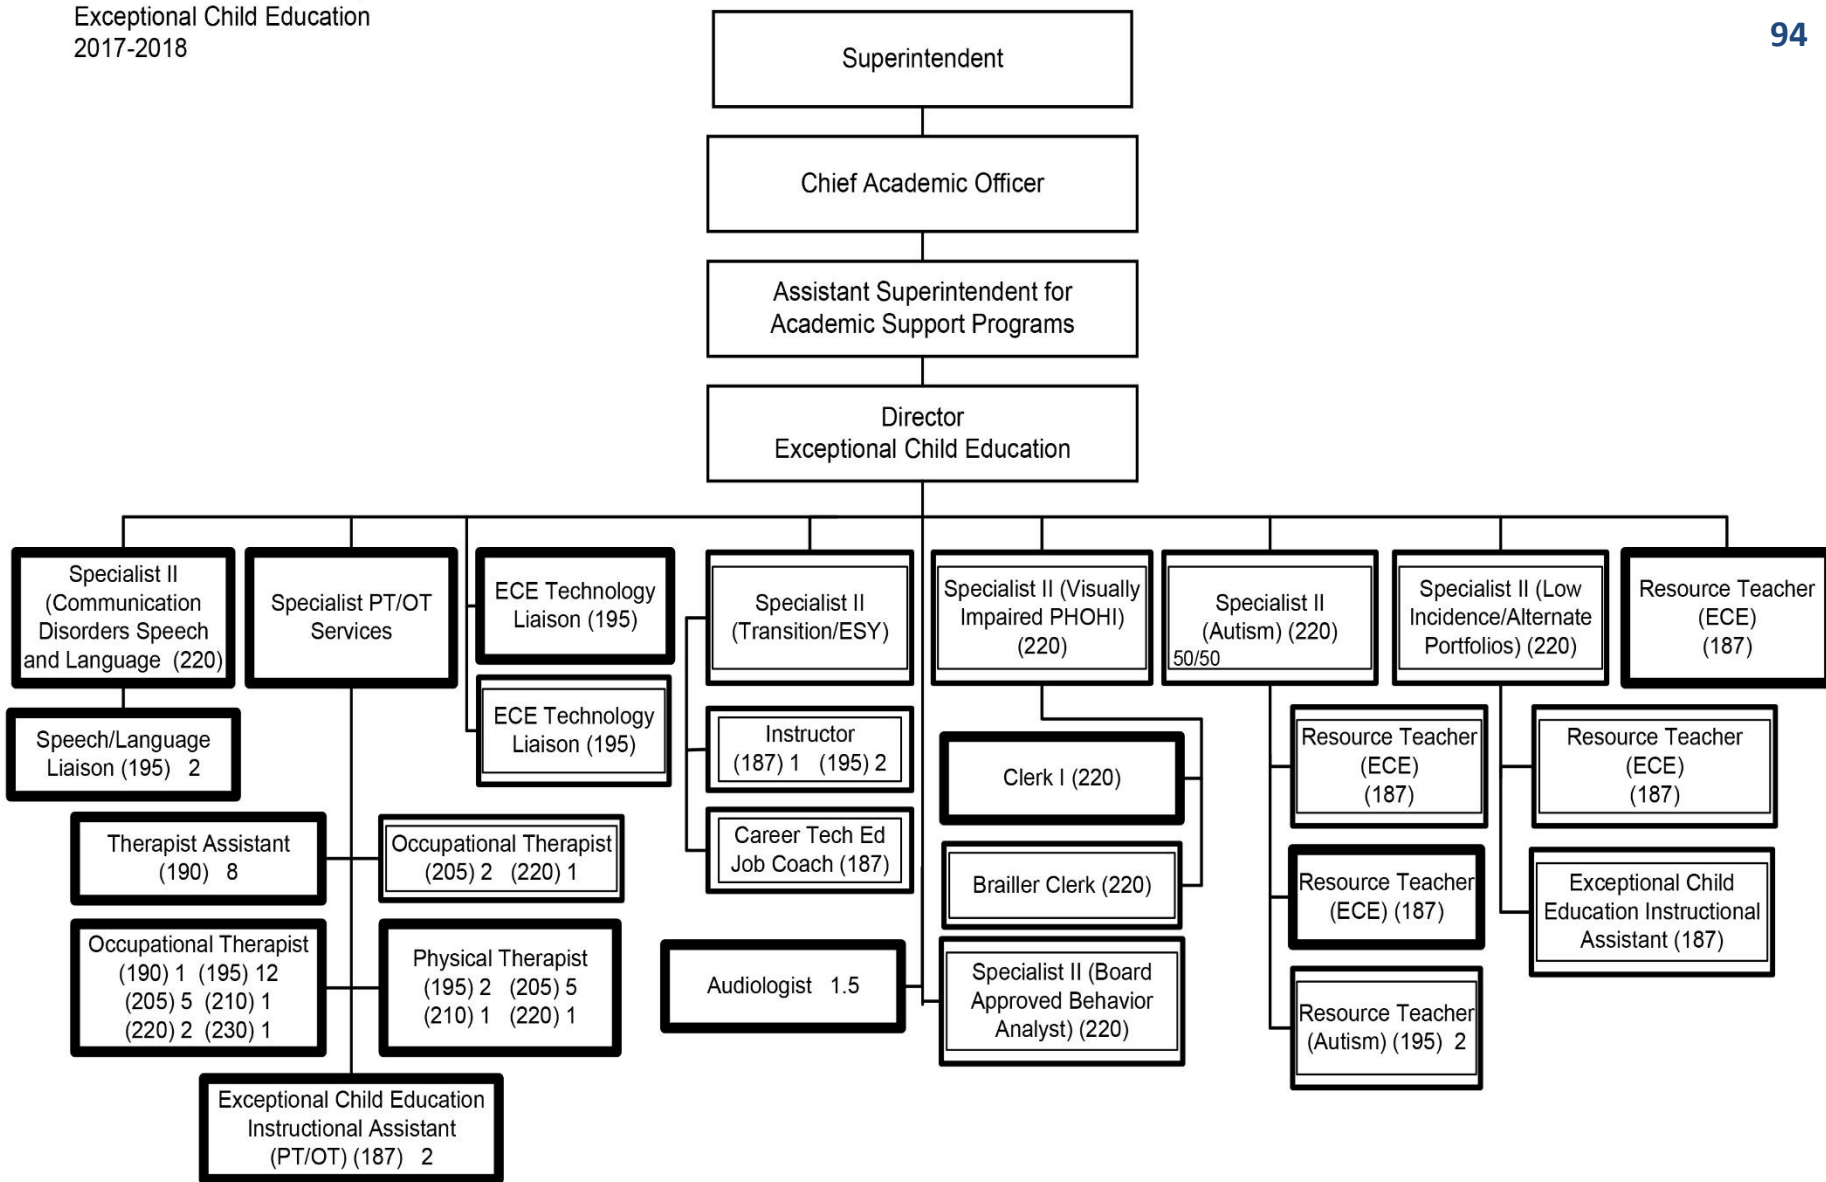 Exceptional Child Education
2017-2018
94
Superintendent
Chief Academic Officer
Assistant Superintendent for
Academic Support Programs
Director
Exceptional Child Education
Specialist II
(Communication
Disorders Speech
and Language (220)
Specialist PT/OT
Services
ECE Technology
Liaison (195)
Specialist II
(Transition/ESY)
Specialist II (Visually
Impaired PHOHI)
(220)
Specialist II
(Autism) (220)
50/50
Specialist II (Low
Incidence/Alternate
Portfolios) (220)
Resource Teacher
(ECE)
(187)
Speech/Language
Liaison (195) 2
ECE Technology
Liaison (195)
Instructor
(187) 1 (195) 2
Clerk I (220)
Resource Teacher
(ECE)
(187)
Resource Teacher
(ECE)
(187)
Therapist Assistant
(190) 8
Occupational Therapist
(205) 2 (220) 1
Career Tech Ed
Job Coach (187)
Brailler Clerk (220)
Resource Teacher
(ECE) (187)
Exceptional Child
Education Instructional
Assistant (187)
Occupational Therapist
(190) 1 (195) 12
(205) 5 (210) 1
(220) 2 (230) 1
Physical Therapist
(195) 2 (205) 5
(210) 1 (220) 1
Audiologist 1.5
Specialist II (Board
Approved Behavior
Analyst) (220)
Resource Teacher
(Autism) (195) 2
Exceptional Child Education
Instructional Assistant
(PT/OT) (187) 2